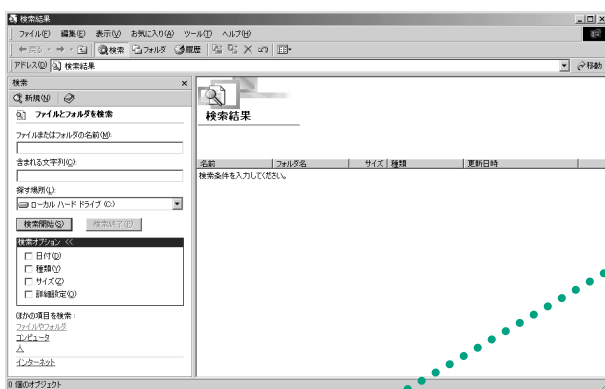 検索結果
ファイル(F) 編集(E) 表示(V) お気に入り(A) ツール(T) ヘルプ(H)
戻る 検索 フォルダ 履歴
アドレス(D) 検索結果 移動
検索
新規(N)
ファイルとフォルダを検索
ファイルまたはフォルダの名前(M):
含まれる文字列(C):
探す場所(L):
ローカル ハード ドライブ (C:)
検索開始(S) 検索終了(P)
検索オプション <<
日付(D)
種類(Y)
サイズ(Z)
詳細設定(O)
ほかの項目を検索:
ファイルやフォルダ
コンピュータ
人
インターネット
検索結果
名前 フォルダ名 サイズ 種類 更新日時
検索条件を入力してください。
0 個のオブジェクト